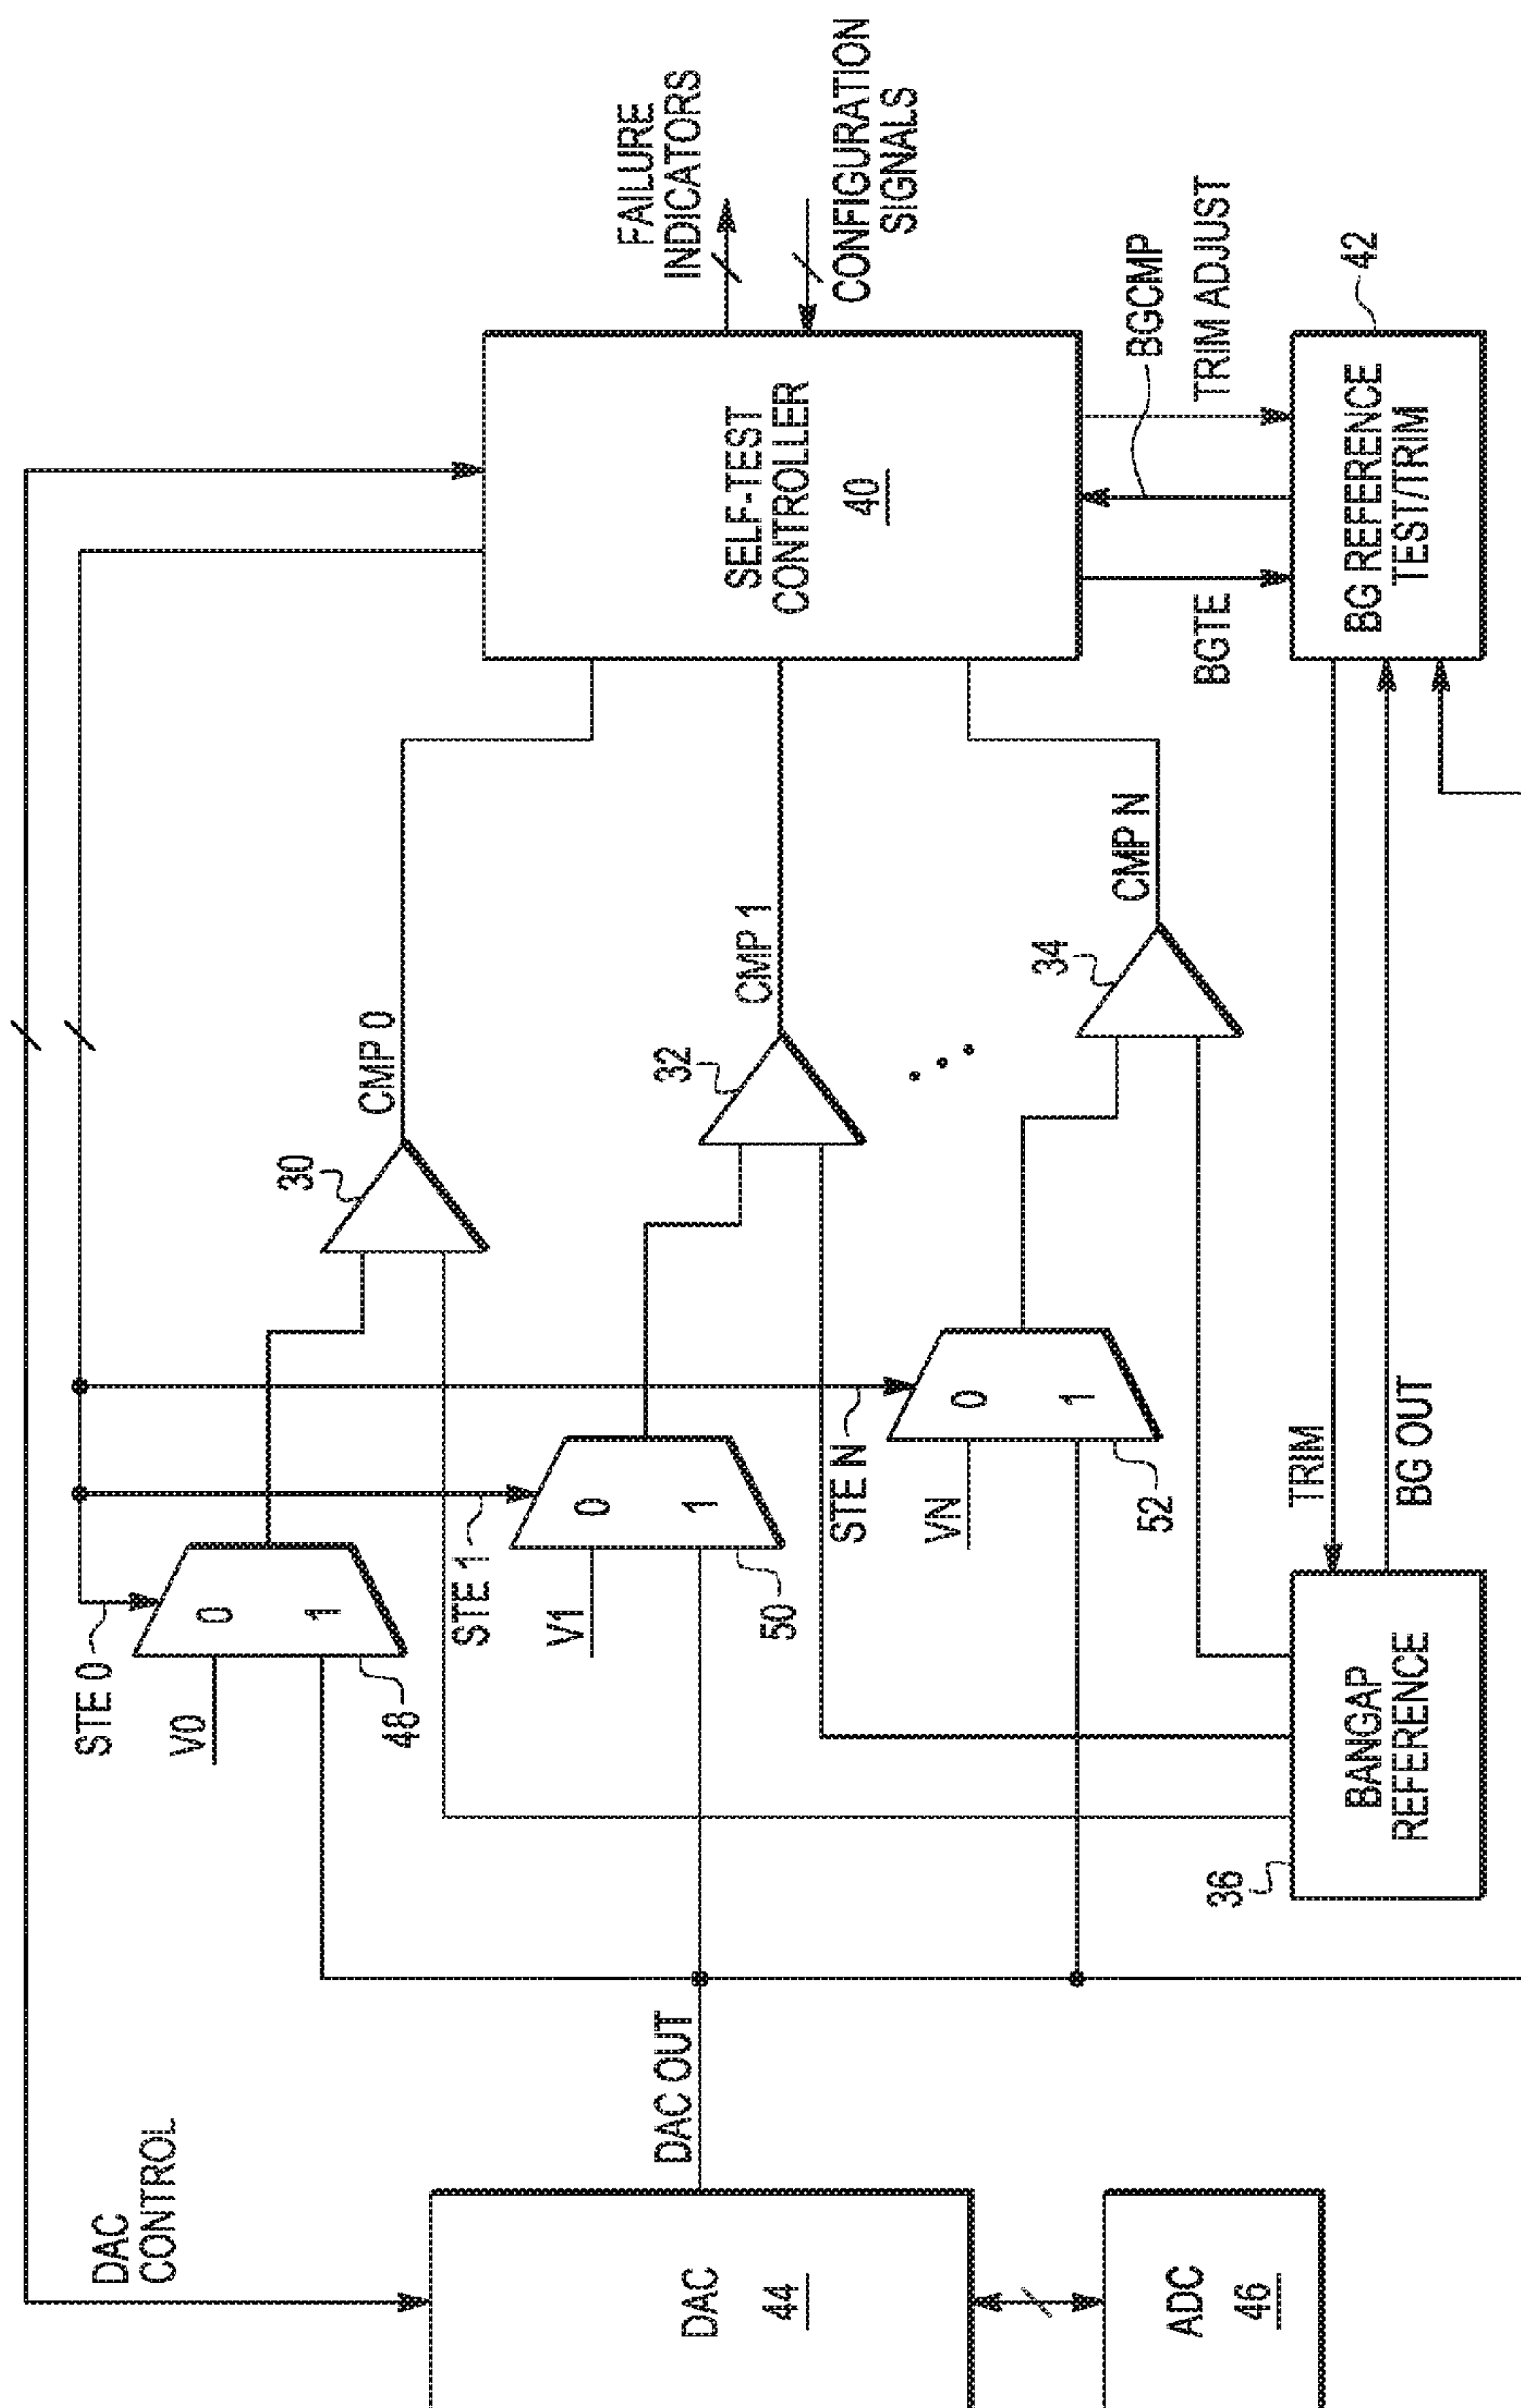 DAC
CONTROL
STE 0
V0
48
0
1
30
CMP 0
STE 1
V1
50
0
1
32
CMP 1
STE N
VN
52
0
1
34
CMP N
DAC OUT
DAC
44
ADC
46
36
BANGAP
REFERENCE
TRIM
BG OUT
SELF-TEST
CONTROLLER
40
FAILURE
INDICATORS
CONFIGURATION
SIGNALS
BGTE
BGCMP
TRIM ADJUST
42
BG REFERENCE
TEST/TRIM